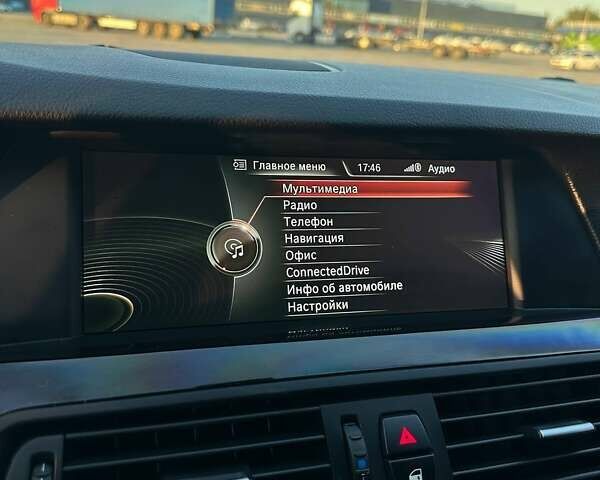 Главное меню 17:46 Аудио
Мультимедиа
Радио
Телефон
Навигация
Офис
ConnectedDrive
Инфо об автомобиле
Настройки